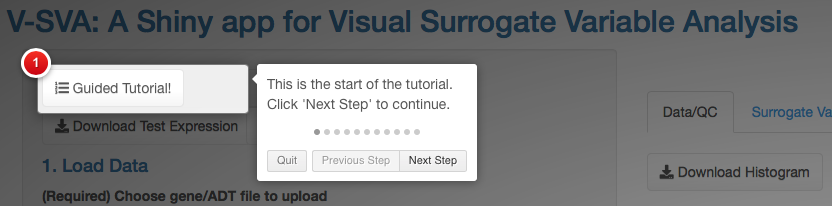 V-SVA: A Shiny app for Visual Surrogate Variable Analysis
1
Guided Tutorial!
This is the start of the tutorial.
Click 'Next Step' to continue.
Quit
Previous Step
Next Step
Download Test Expression
1. Load Data
(Required) Choose gene/ADT file to upload
Data/QC
Surrogate Va
Download Histogram